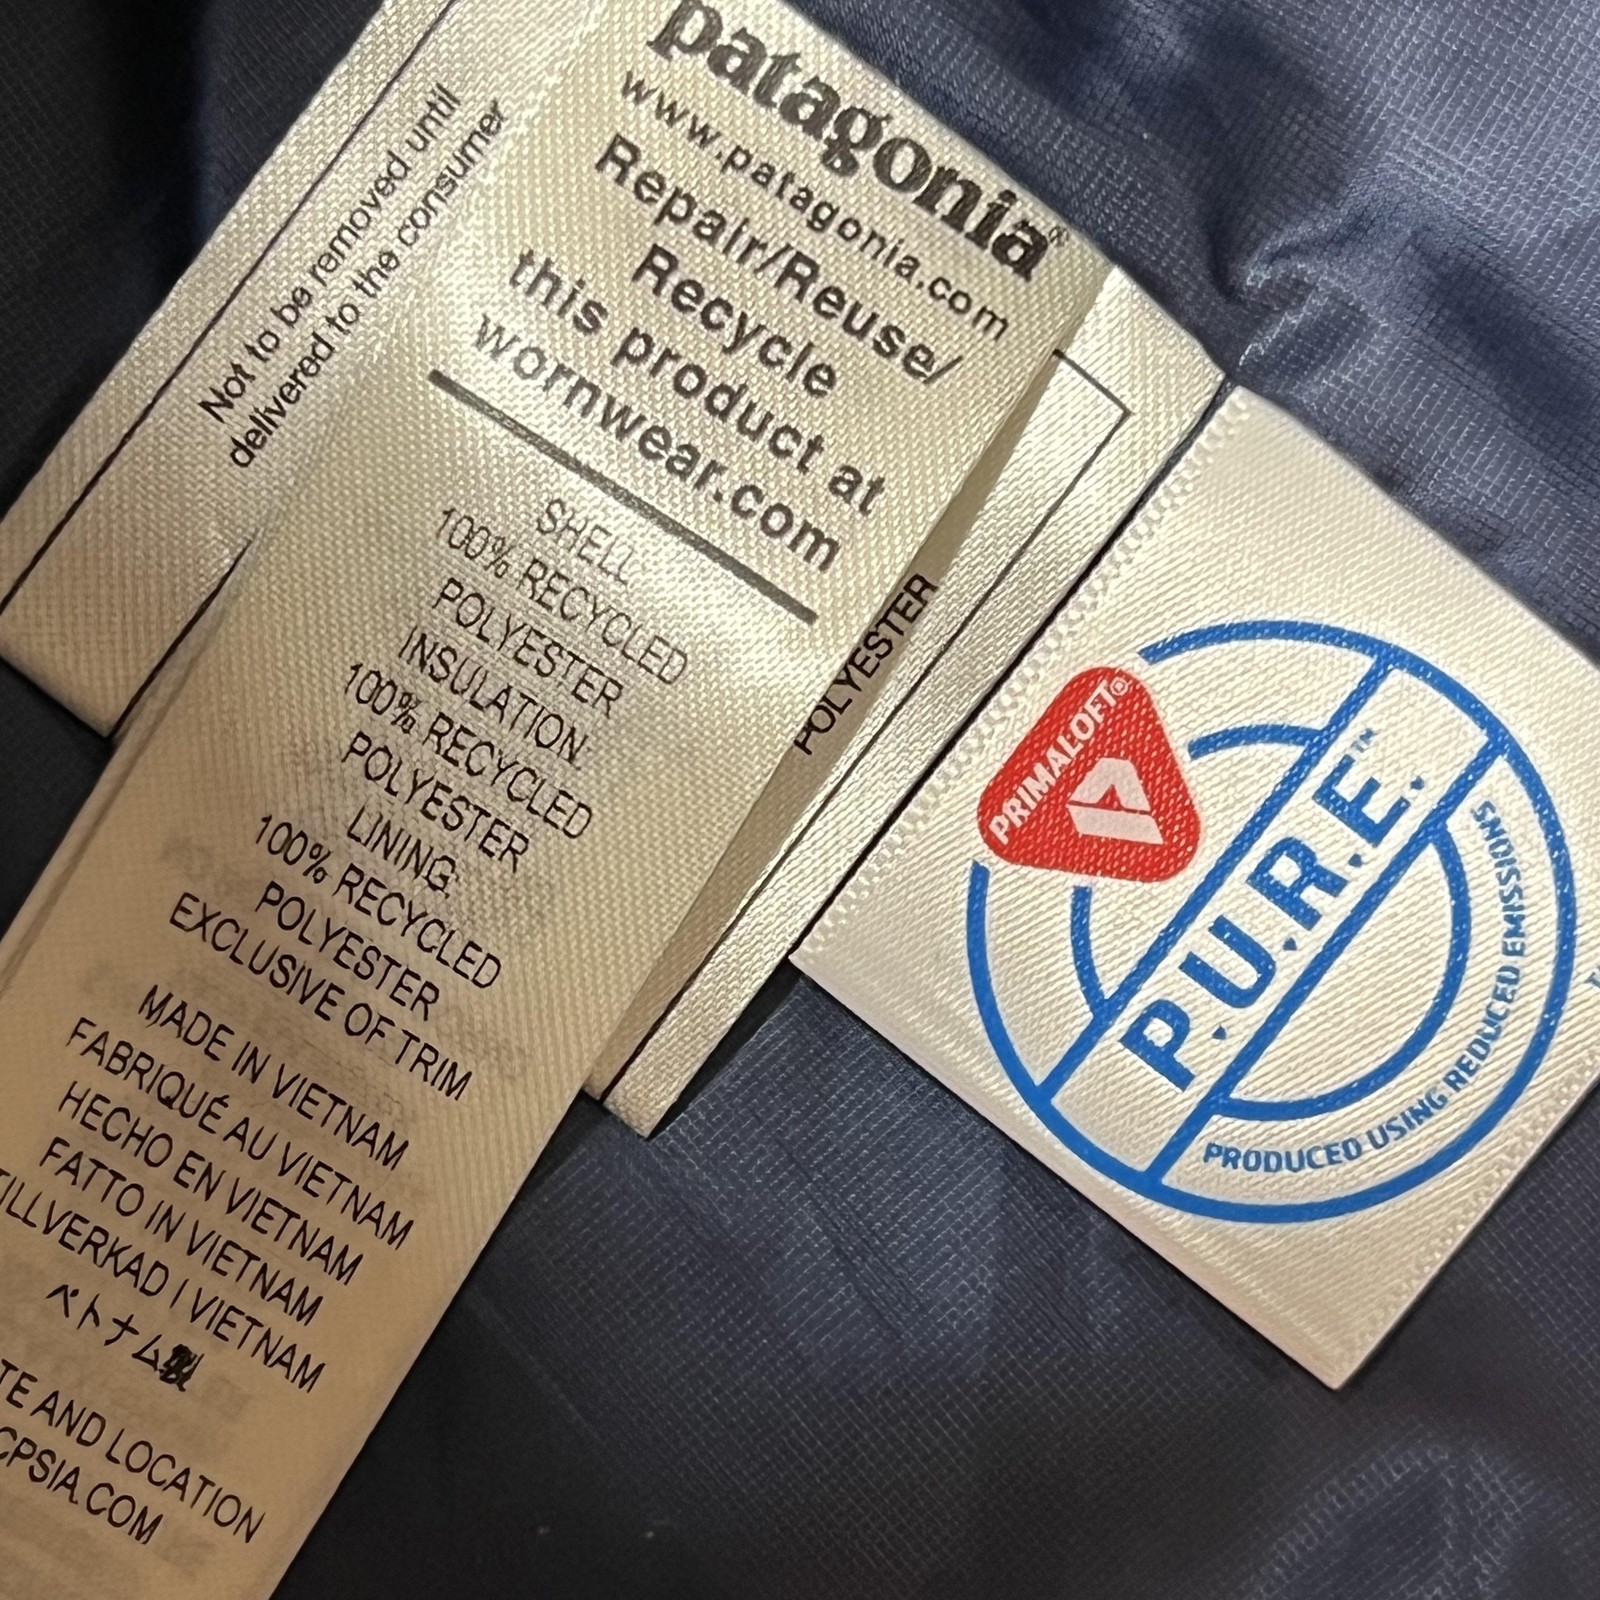 Not to be removed until
delivered to the consumer
patagonia®
www.patagonia.com
Repair/Reuse/
Recycle
this product at
wornwear.com
SHELL:
100% RECYCLED
POLYESTER
INSULATION:
100% RECYCLED
POLYESTER
LINING:
100% RECYCLED
POLYESTER
EXCLUSIVE OF TRIM
MADE IN VIETNAM
FABRIQUÉ AU VIETNAM
HECHO EN VIETNAM
FATTO IN VIETNAM
TILLVERKAD I VIETNAM
ベトナム製
AND LOCATION
CPSIA.COM
POLYESTER
PRIMALOFT®
P.U.R.E.™
PRODUCED USING REDUCED EMISSIONS